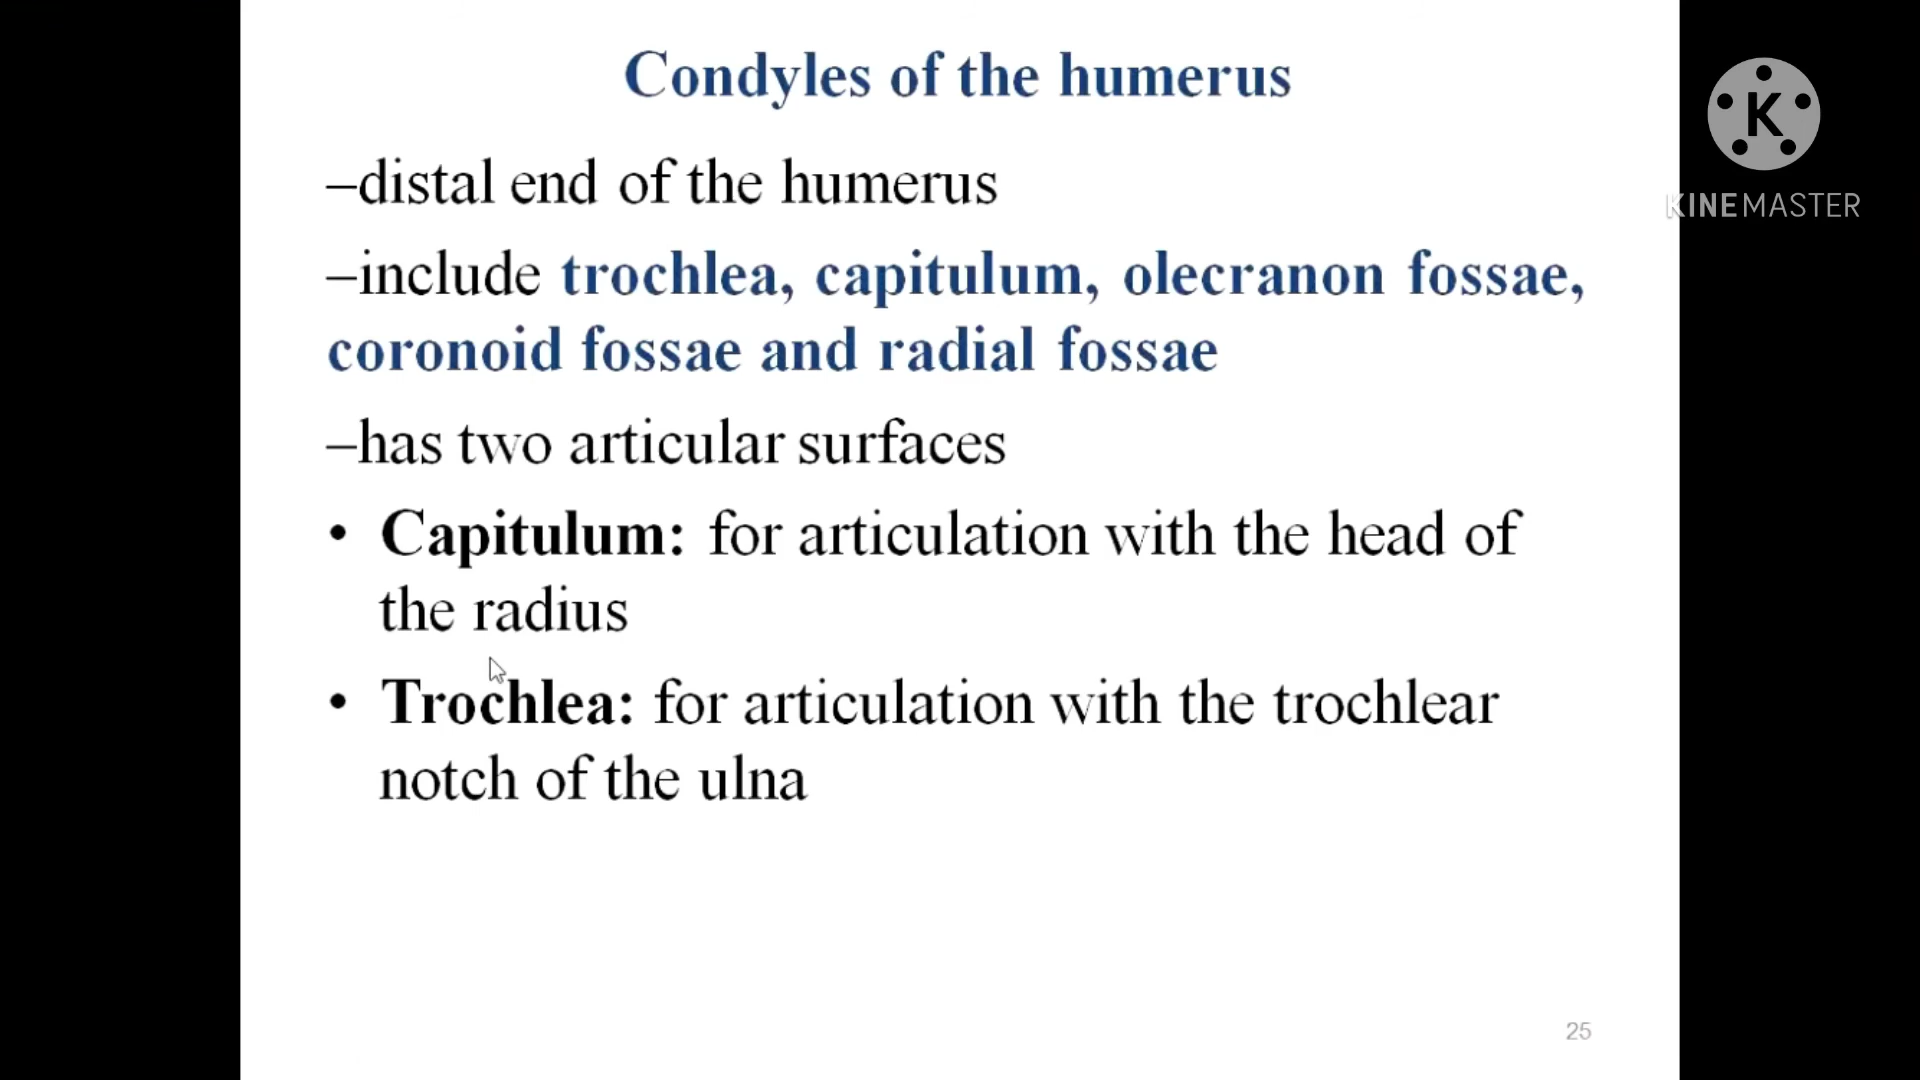 Condyles of the humerus
–distal end of the humerus
–include trochlea, capitulum, olecranon fossae,
coronoid fossae and radial fossae
–has two articular surfaces
• Capitulum: for articulation with the head of
the radius
• Trochlea: for articulation with the trochlear
notch of the ulna
25
K
KINEMASTER